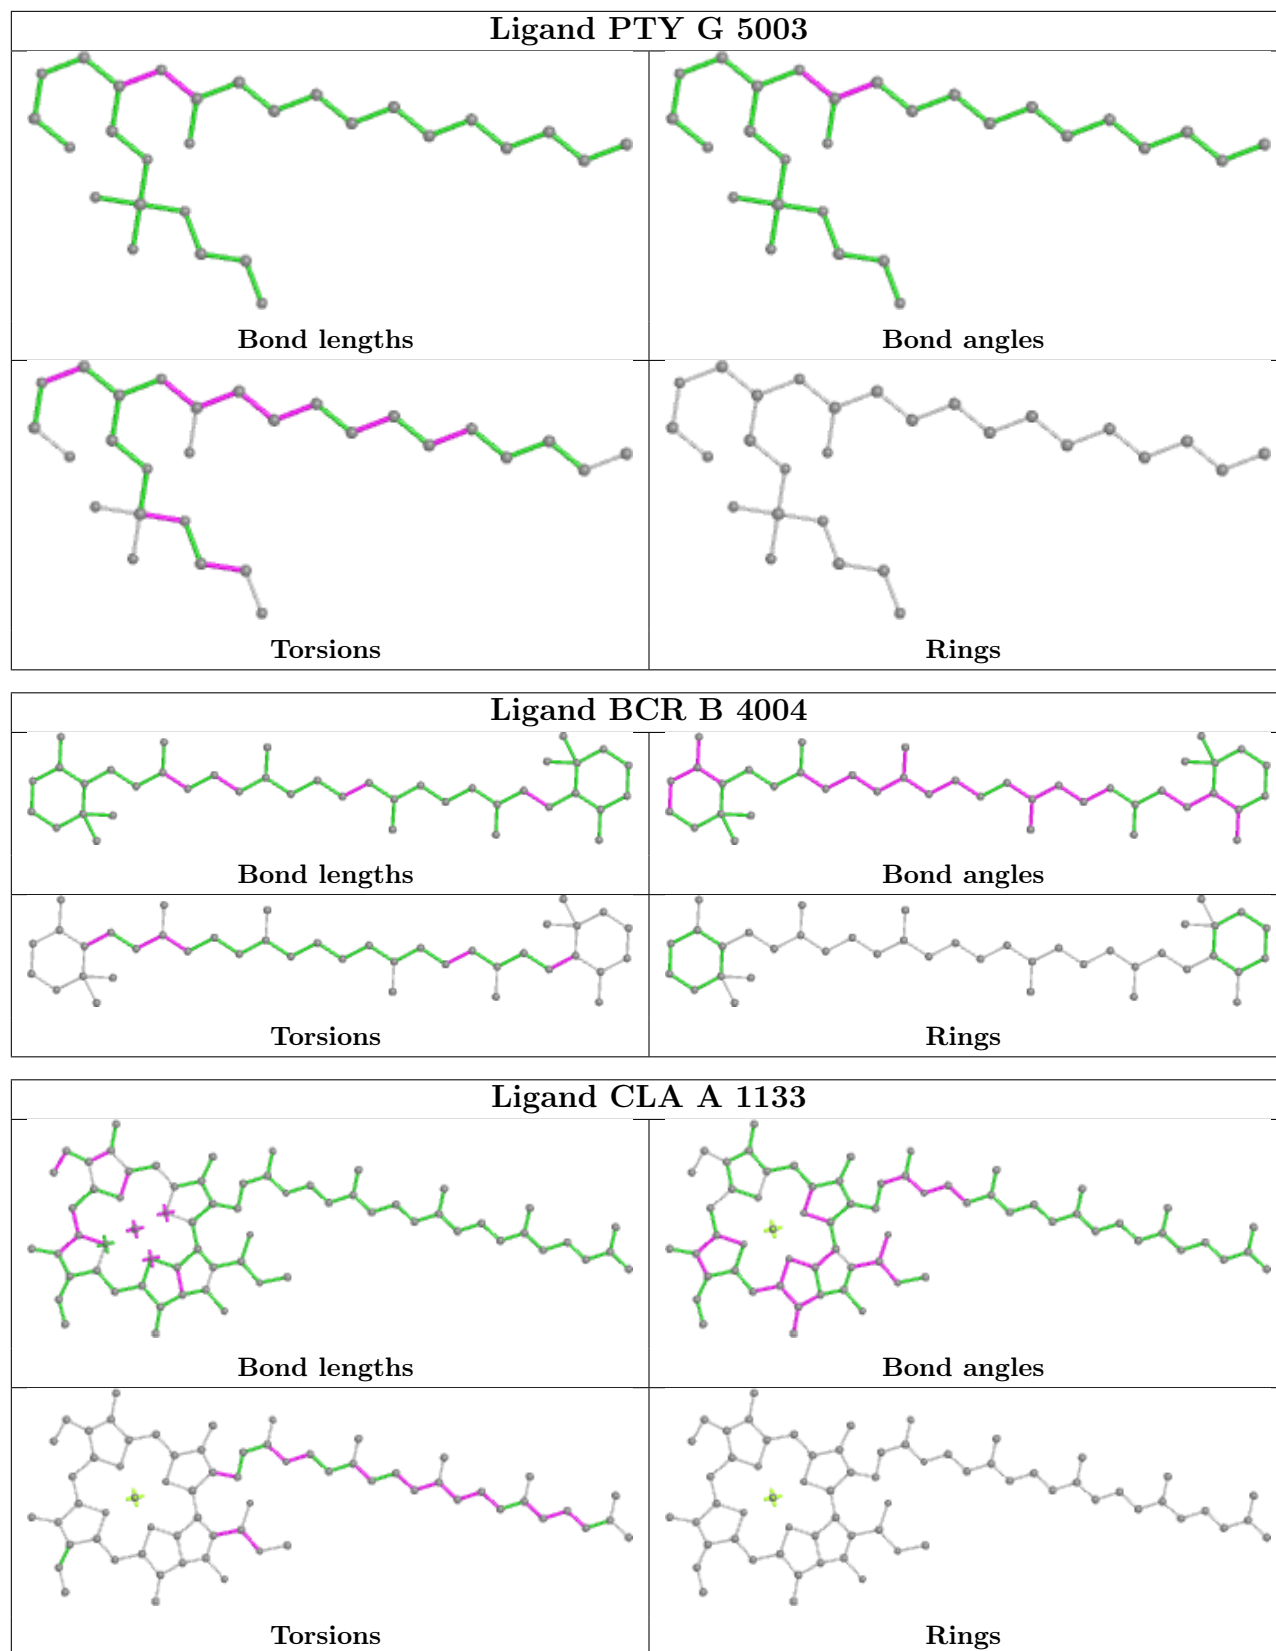 Ligand PTY G 5003
Bond lengths
Bond angles
Torsions
Rings
Ligand BCR B 4004
Bond lengths
Bond angles
Torsions
Rings
Ligand CLA A 1133
Bond lengths
Bond angles
Torsions
Rings